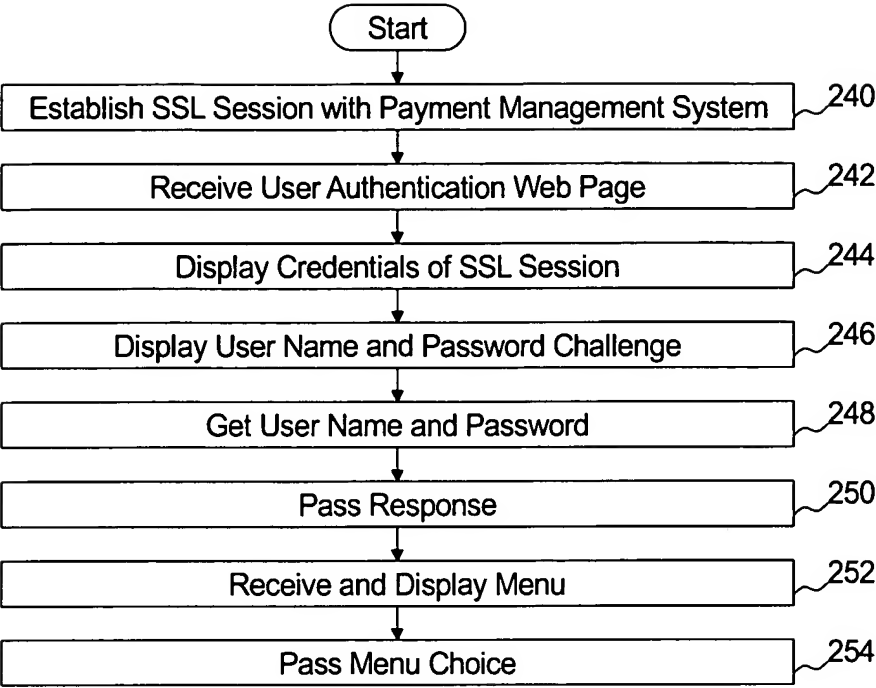 Start
Establish SSL Session with Payment Management System 240
Receive User Authentication Web Page 242
Display Credentials of SSL Session 244
Display User Name and Password Challenge 246
Get User Name and Password 248
Pass Response 250
Receive and Display Menu 252
Pass Menu Choice 254